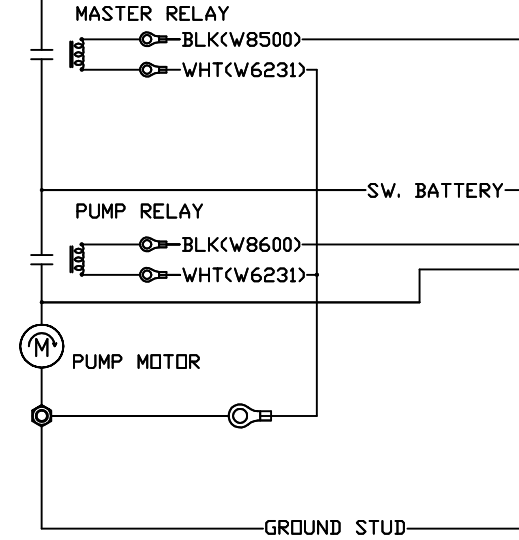 MASTER RELAY
BLK(W8500)
WHT(W6231)
SW. BATTERY
PUMP RELAY
BLK(W8600)
WHT(W6231)
M
PUMP MOTOR
GROUND STUD